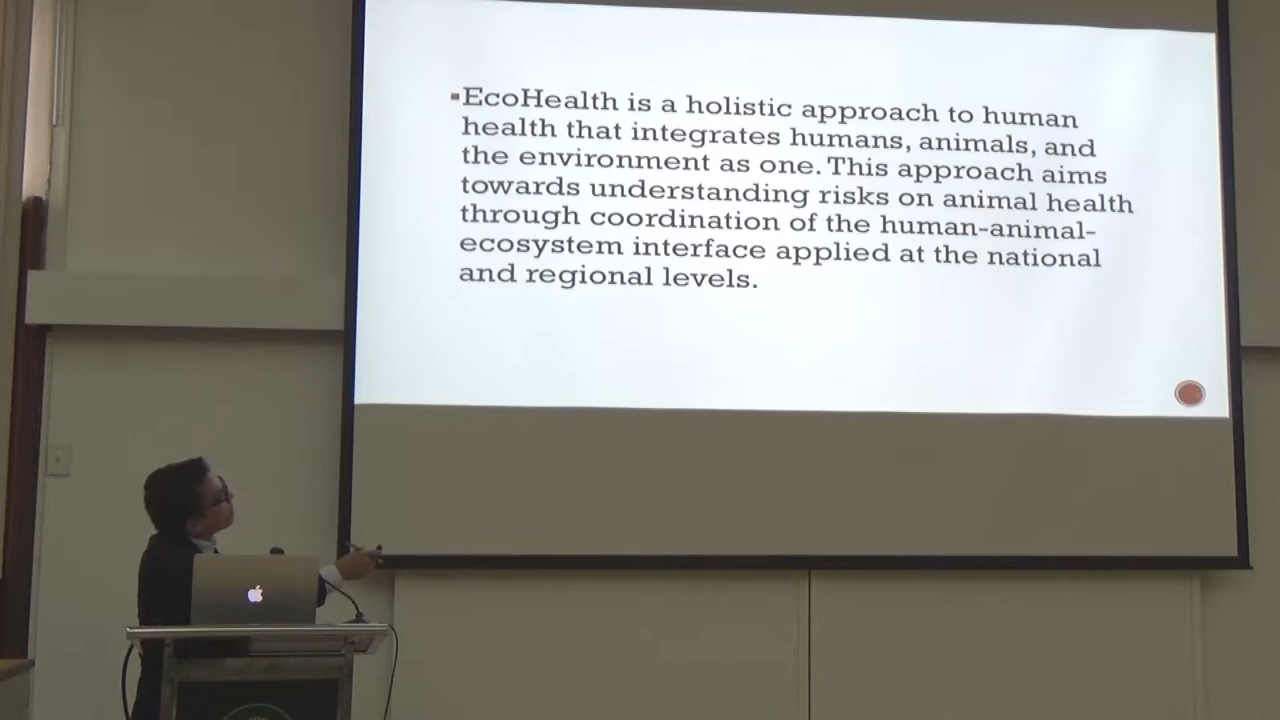 EcoHealth is a holistic approach to human
health that integrates humans, animals, and
the environment as one. This approach aims
towards understanding risks on animal health
through coordination of the human-animal-
ecosystem interface applied at the national
and regional levels.